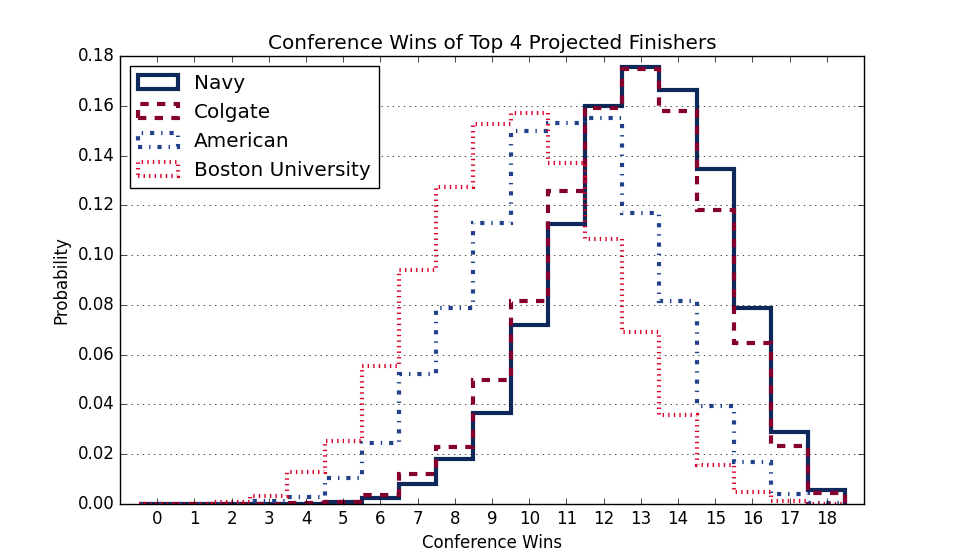 Conference Wins of Top 4 Projected Finishers
Navy
Colgate
American
Boston University
Probability
0.18
0.16
0.14
0.12
0.10
0.08
0.06
0.04
0.02
0.00
0 1 2 3 4 5 6 7 8 9 10 11 12 13 14 15 16 17 18
Conference Wins